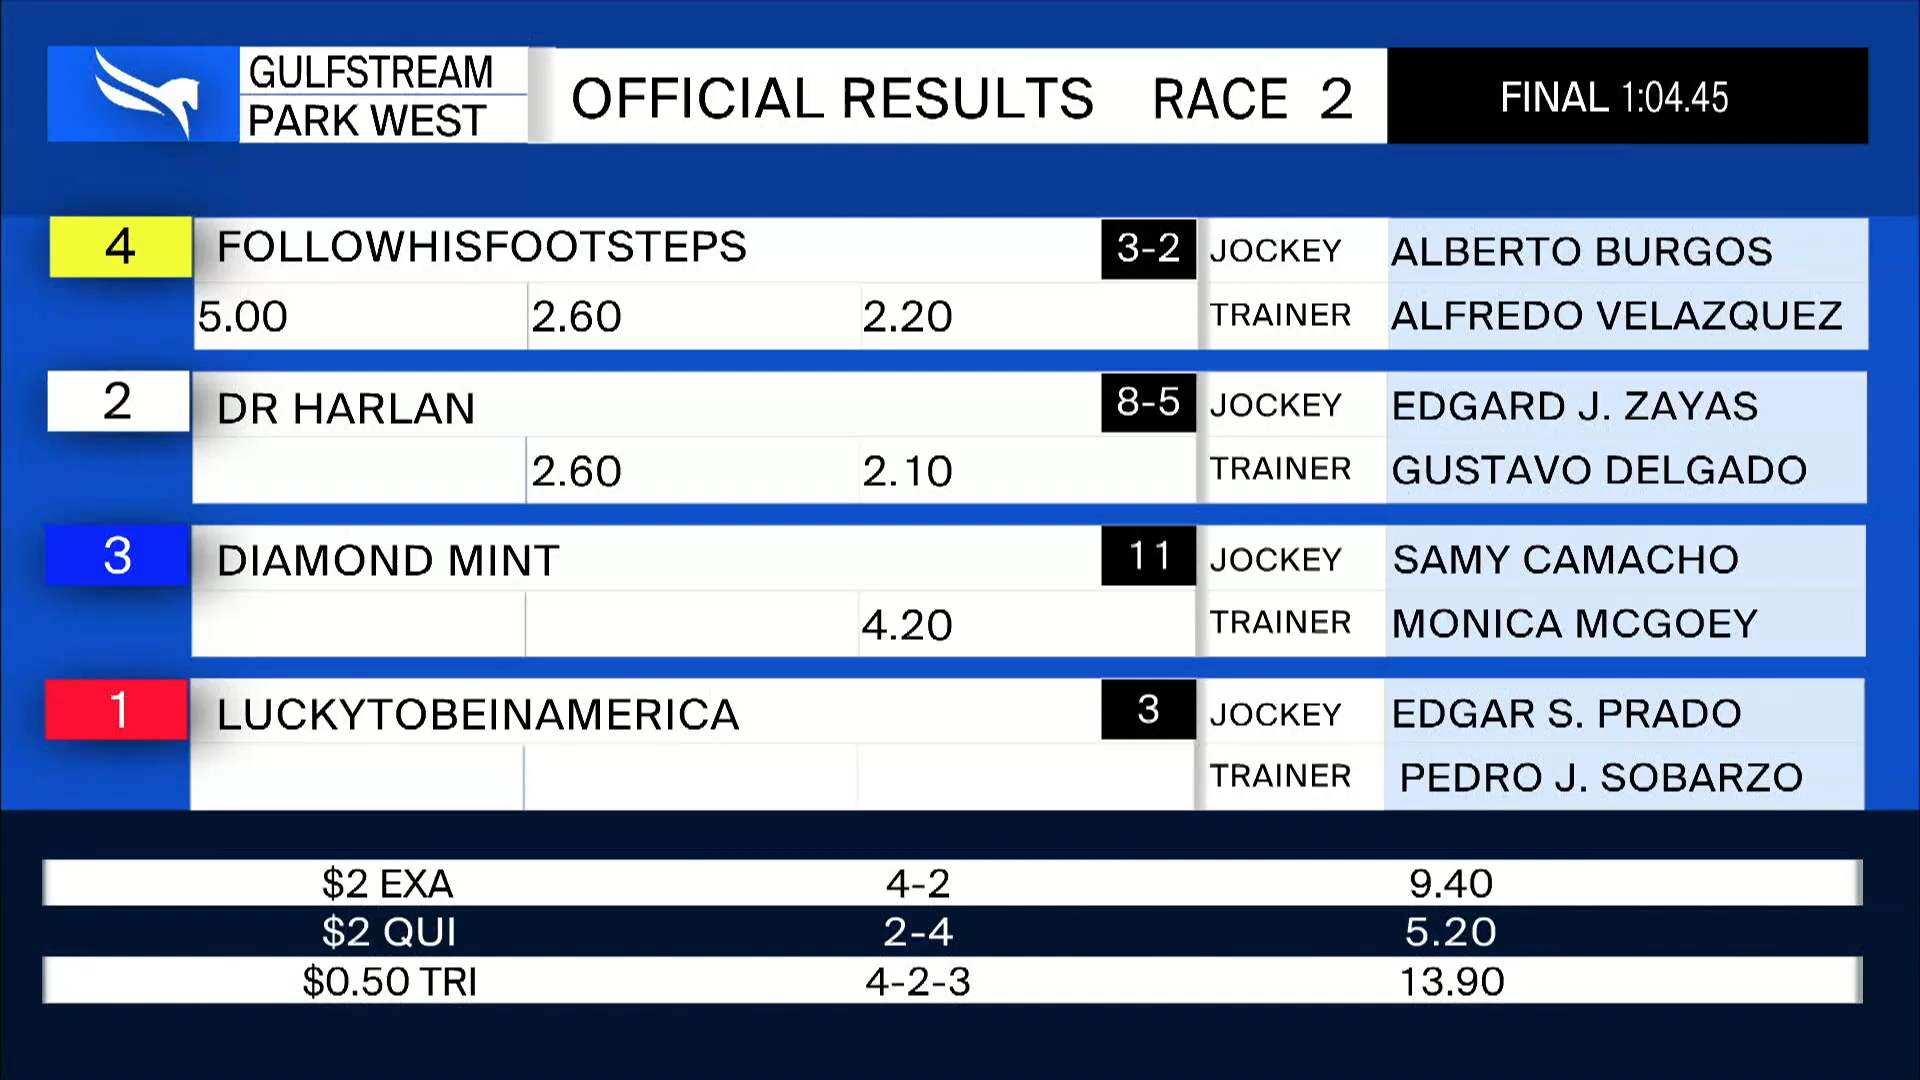 GULFSTREAM
PARK WEST
OFFICIAL RESULTS RACE 2
FINAL 1:04.45
4 FOLLOWHISFOOTSTEPS 3-2 JOCKEY ALBERTO BURGOS
5.00 2.60 2.20 TRAINER ALFREDO VELAZQUEZ
2 DR HARLAN 8-5 JOCKEY EDGARD J. ZAYAS
2.60 2.10 TRAINER GUSTAVO DELGADO
3 DIAMOND MINT 11 JOCKEY SAMY CAMACHO
4.20 TRAINER MONICA MCGOEY
1 LUCKYTOBEINAMERICA 3 JOCKEY EDGAR S. PRADO
TRAINER PEDRO J. SOBARZO
$2 EXA 4-2 9.40
$2 QUI 2-4 5.20
$0.50 TRI 4-2-3 13.90